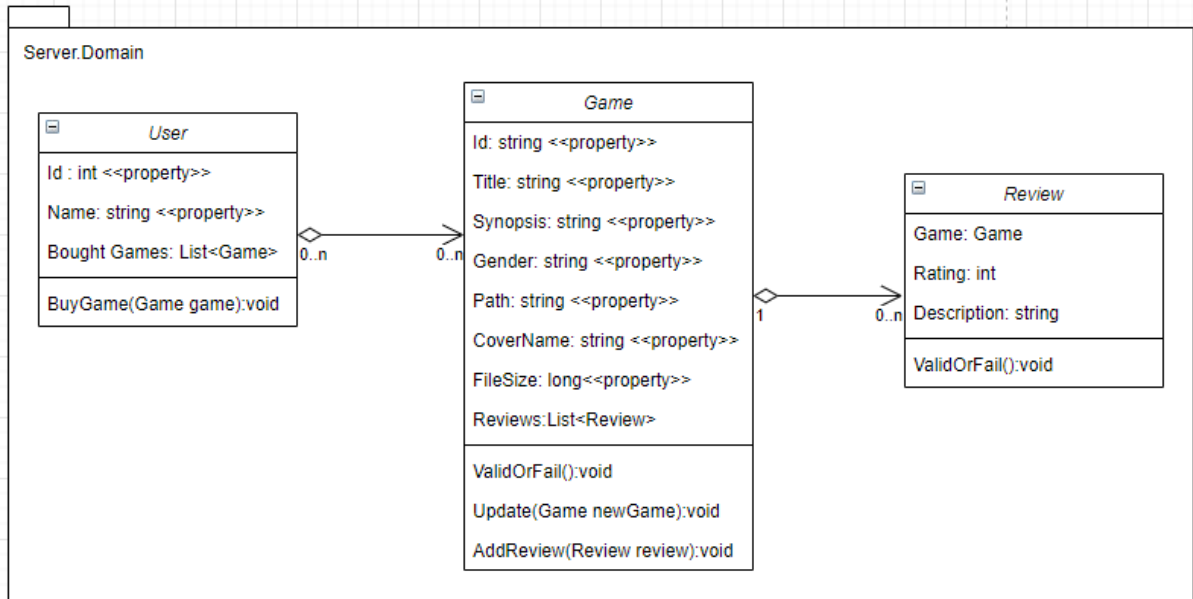 Server.Domain
User
Id : int <<property>>
Name: string <<property>>
Bought Games: List<Game>
BuyGame(Game game):void
0..n
0..n
Game
Id: string <<property>>
Title: string <<property>>
Synopsis: string <<property>>
Gender: string <<property>>
Path: string <<property>>
CoverName: string <<property>>
FileSize: long<<property>>
Reviews:List<Review>
ValidOrFail():void
Update(Game newGame):void
AddReview(Review review):void
1
0..n
Review
Game: Game
Rating: int
Description: string
ValidOrFail():void